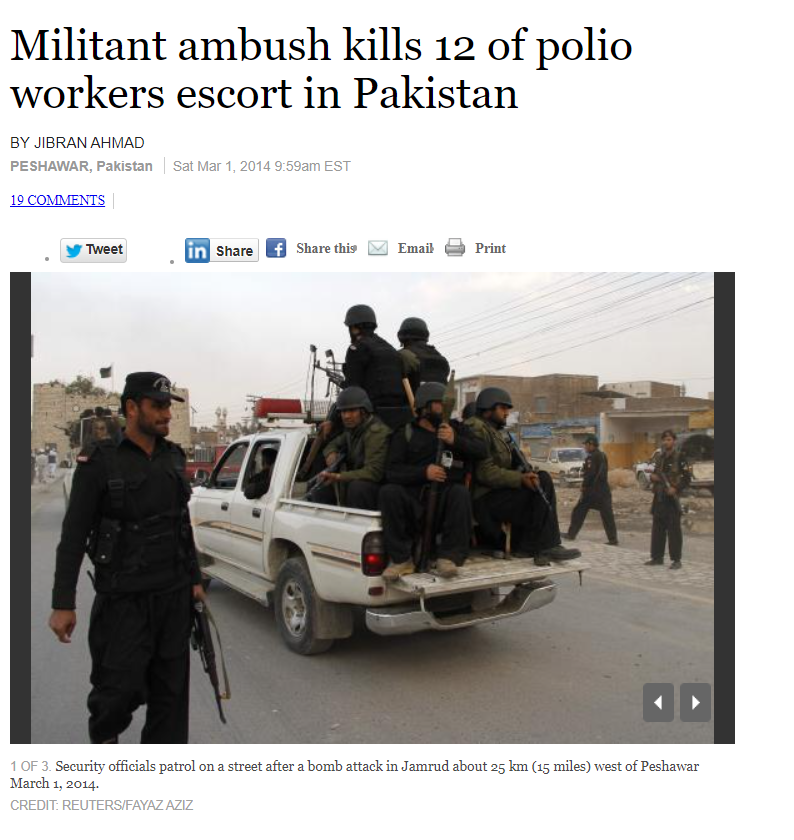 Militant ambush kills 12 of polio
workers escort in Pakistan
BY JIBRAN AHMAD
PESHAWAR, Pakistan Sat Mar 1, 2014 9:59am EST
19 COMMENTS
Tweet Share Share this Email Print
1 OF 3. Security officials patrol on a street after a bomb attack in Jamrud about 25 km (15 miles) west of Peshawar
March 1, 2014.
CREDIT: REUTERS/FAYAZ AZIZ